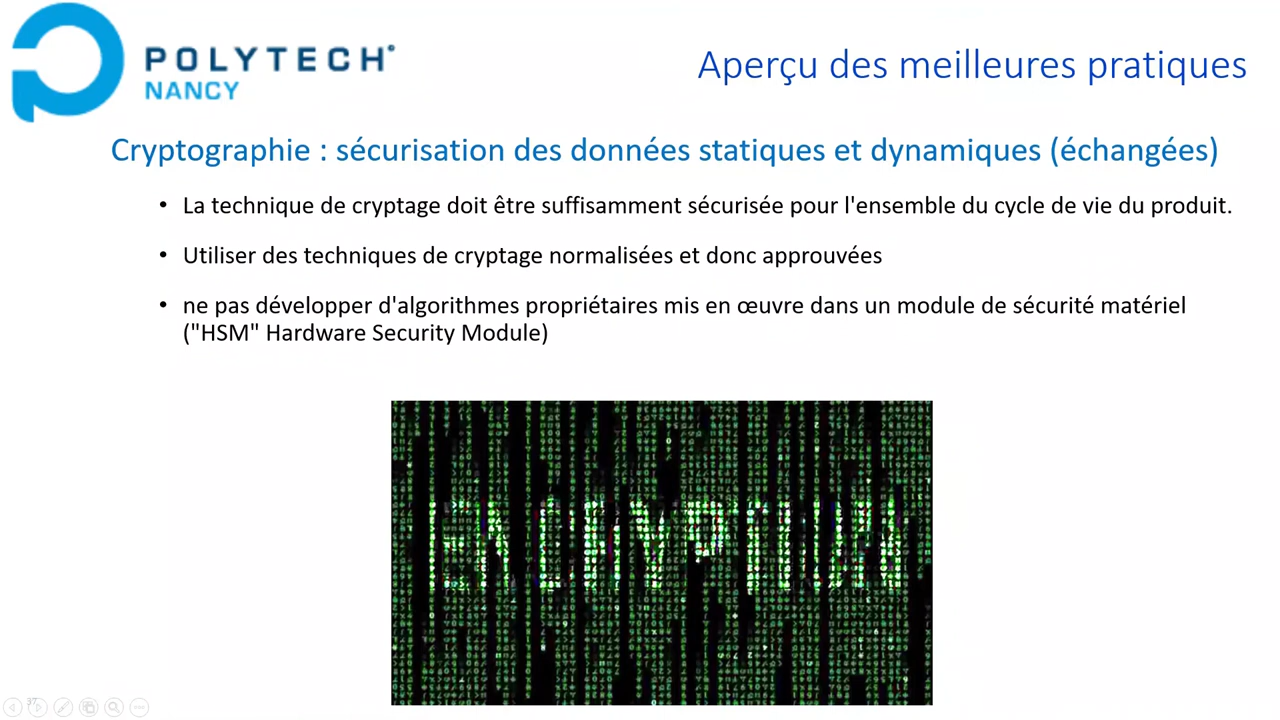 POLYTECH
NANCY
Aperçu des meilleures pratiques
Cryptographie : sécurisation des données statiques et dynamiques (échangées)
• La technique de cryptage doit être suffisamment sécurisée pour l'ensemble du cycle de vie du produit.
• Utiliser des techniques de cryptage normalisées et donc approuvées
• ne pas développer d'algorithmes propriétaires mis en œuvre dans un module de sécurité matériel
("HSM" Hardware Security Module)
37